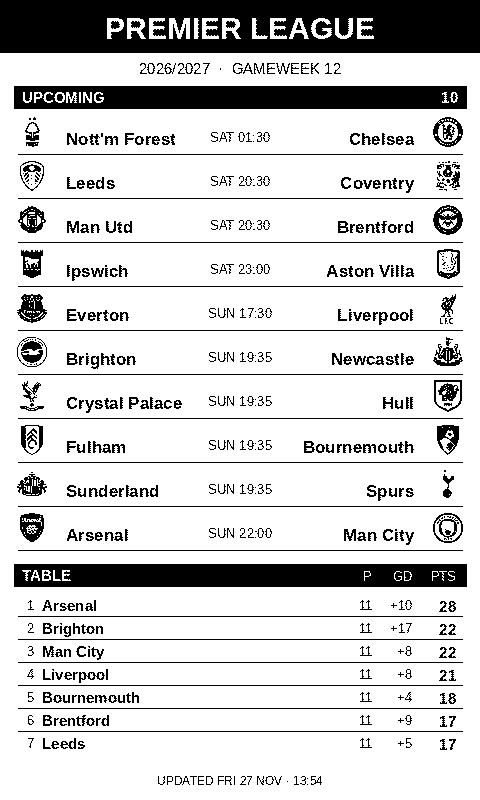 PREMIER LEAGUE
2026/2027 · GAMEWEEK 12
UPCOMING 10
Nott'm Forest SAT 01:30 Chelsea
Leeds SAT 20:30 Coventry
Man Utd SAT 20:30 Brentford
Ipswich SAT 23:00 Aston Villa
Everton SUN 17:30 Liverpool
Brighton SUN 19:35 Newcastle
Crystal Palace SUN 19:35 Hull
Fulham SUN 19:35 Bournemouth
Sunderland SUN 19:35 Spurs
Arsenal SUN 22:00 Man City
TABLE P GD PTS
1 Arsenal 11 +10 28
2 Brighton 11 +17 22
3 Man City 11 +8 22
4 Liverpool 11 +8 21
5 Bournemouth 11 +4 18
6 Brentford 11 +9 17
7 Leeds 11 +5 17
UPDATED FRI 27 NOV · 13:54